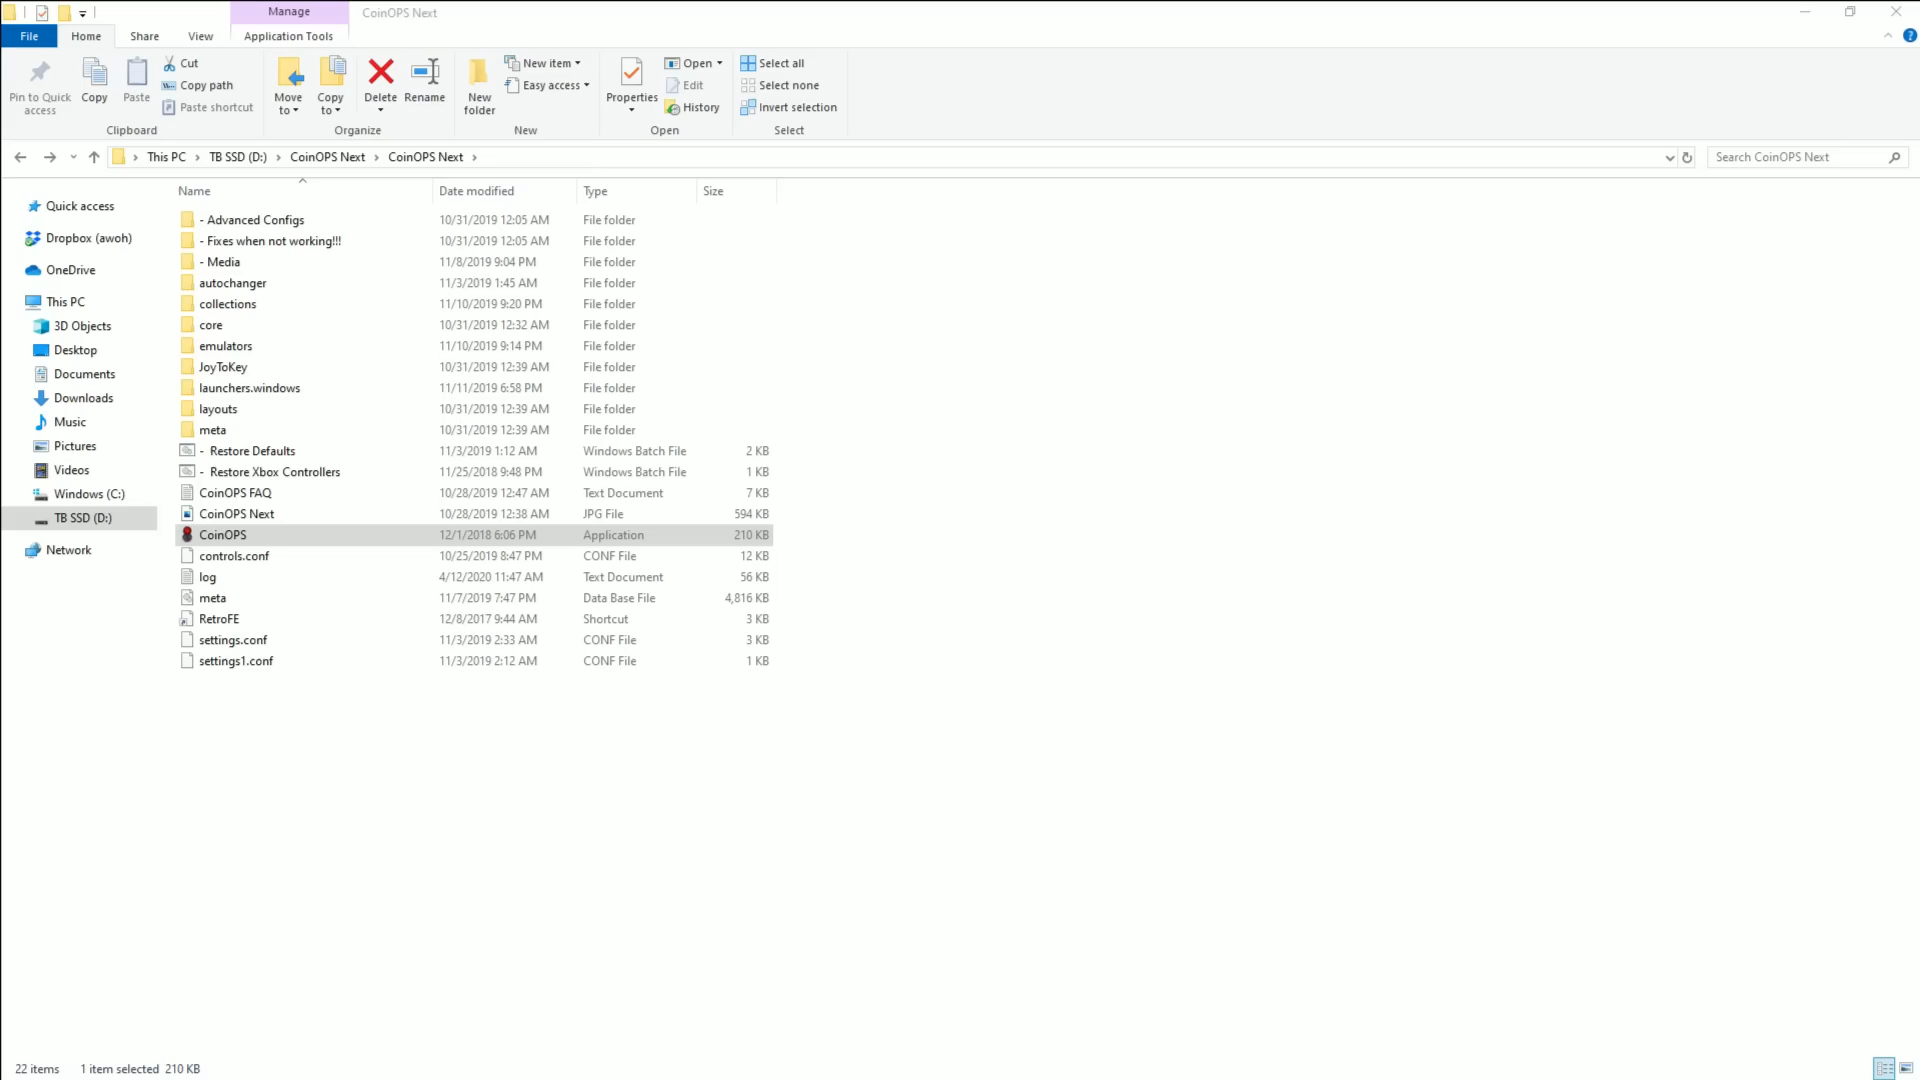 Manage
CoinOPS Next
File
Home
Share
View
Application Tools
Pin to Quick access
Copy
Paste
Cut
Copy path
Paste shortcut
Clipboard
Move to
Copy to
Delete
Rename
Organize
New folder
New item
Easy access
New
Properties
Open
Edit
History
Open
Select all
Select none
Invert selection
Select
This PC > TB SSD (D:) > CoinOPS Next > CoinOPS Next >
Search CoinOPS Next
Quick access
Dropbox (awoh)
OneDrive
This PC
3D Objects
Desktop
Documents
Downloads
Music
Pictures
Videos
Windows (C:)
TB SSD (D:)
Network
Name Date modified Type Size
- Advanced Configs 10/31/2019 12:05 AM File folder
- Fixes when not working!!! 10/31/2019 12:05 AM File folder
- Media 11/8/2019 9:04 PM File folder
autochanger 11/3/2019 1:45 AM File folder
collections 11/10/2019 9:20 PM File folder
core 10/31/2019 12:32 AM File folder
emulators 11/10/2019 9:14 PM File folder
JoyToKey 10/31/2019 12:39 AM File folder
launchers.windows 11/11/2019 6:58 PM File folder
layouts 10/31/2019 12:39 AM File folder
meta 10/31/2019 12:39 AM File folder
- Restore Defaults 11/3/2019 1:12 AM Windows Batch File 2 KB
- Restore Xbox Controllers 11/25/2018 9:48 PM Windows Batch File 1 KB
CoinOPS FAQ 10/28/2019 12:47 AM Text Document 7 KB
CoinOPS Next 10/28/2019 12:38 AM JPG File 594 KB
CoinOPS 12/1/2018 6:06 PM Application 210 KB
controls.conf 10/25/2019 8:47 PM CONF File 12 KB
log 4/12/2020 11:47 AM Text Document 56 KB
meta 11/7/2019 7:47 PM Data Base File 4,816 KB
RetroFE 12/8/2017 9:44 AM Shortcut 3 KB
settings.conf 11/3/2019 2:33 AM CONF File 3 KB
settings1.conf 11/3/2019 2:12 AM CONF File 1 KB
22 items 1 item selected 210 KB